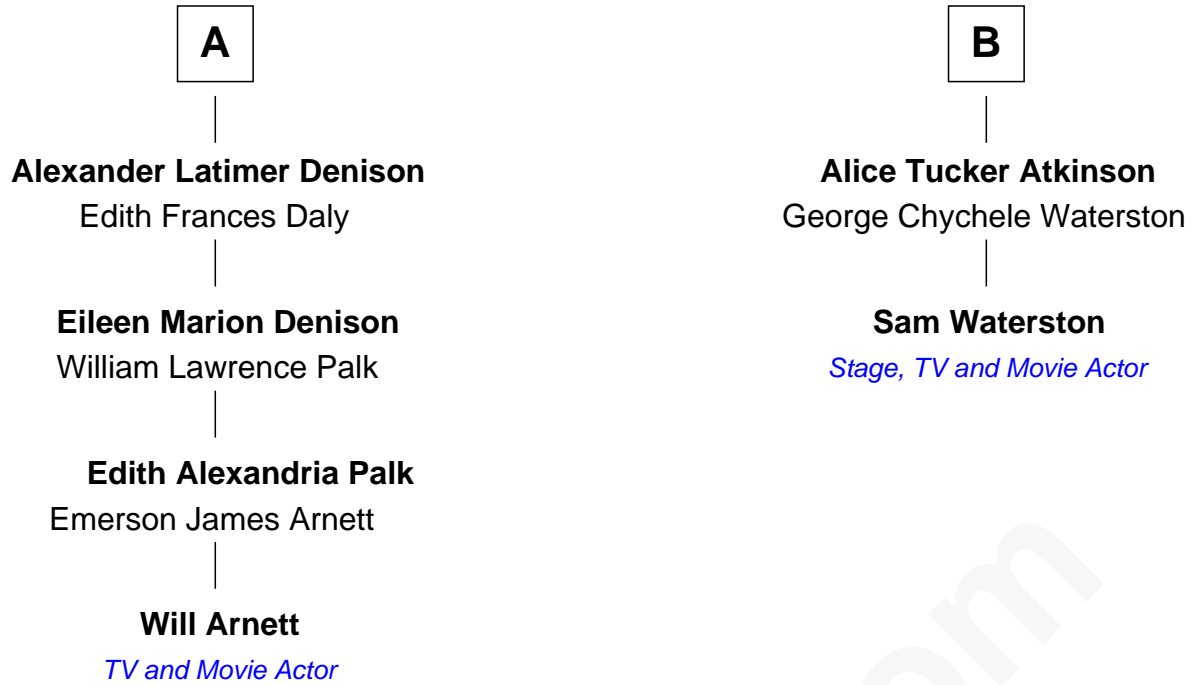 A
Alexander Latimer Denison
Edith Frances Daly
Eileen Marion Denison
William Lawrence Palk
Edith Alexandria Palk
Emerson James Arnett
Will Arnett
TV and Movie Actor
B
Alice Tucker Atkinson
George Chychele Waterston
Sam Waterston
Stage, TV and Movie Actor
om